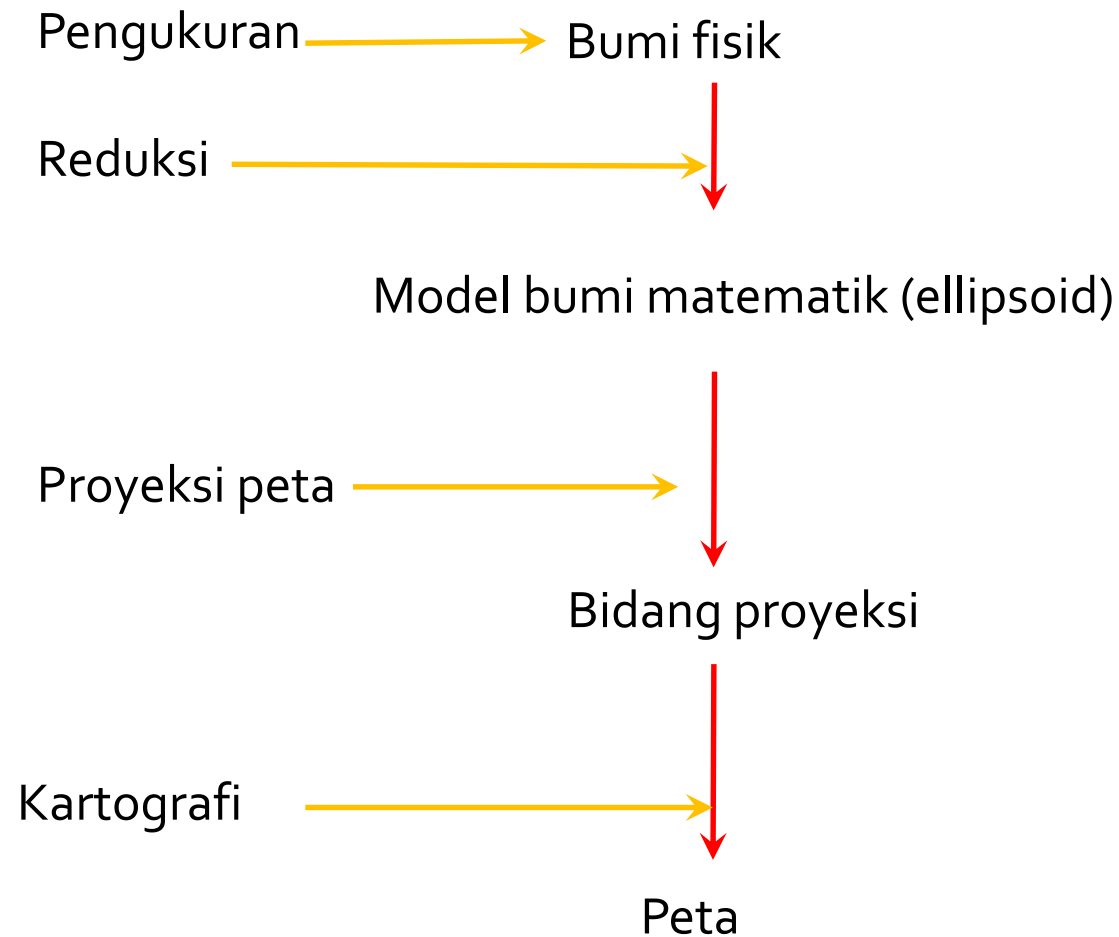 Pengukuran
Bumi fisik
Reduksi
Model bumi matematik (ellipsoid)
Proyeksi peta
Bidang proyeksi
Kartografi
Peta